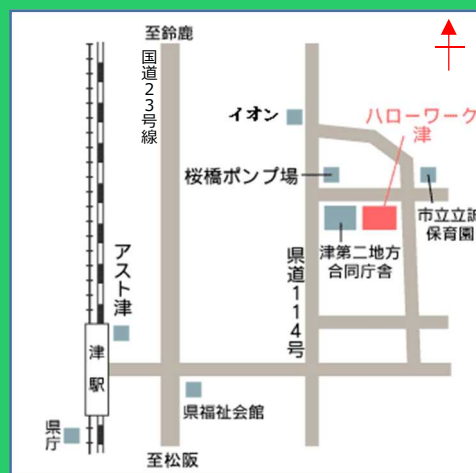 至鈴鹿
国道23号線
イオン
ハローワーク
津
桜橋ポンプ場
市立立誠
保育園
津第二地方
合同庁舎
県道114号
アスト津
津駅
県福祉会館
県庁
至松阪